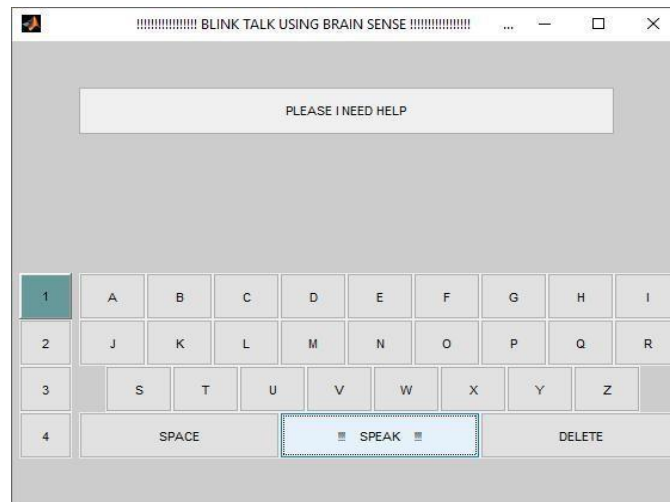 !!!!!!!!!!!!!!!!! BLINK TALK USING BRAIN SENSE !!!!!!!!!!!!!!!!! ...
PLEASE I NEED HELP
1 A B C D E F G H I
2 J K L M N O P Q R
3 S T U V W X Y Z
4 SPACE !!! SPEAK !!! DELETE